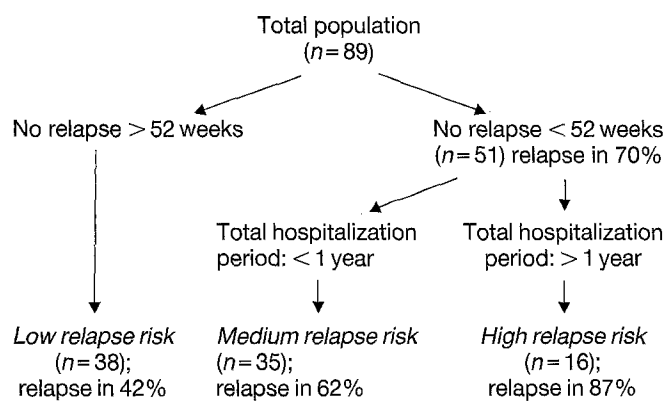 Total population
(n=89)
No relapse > 52 weeks
No relapse < 52 weeks
(n=51) relapse in 70%
Total hospitalization
period: < 1 year
Total hospitalization
period: > 1 year
Low relapse risk
(n=38);
relapse in 42%
Medium relapse risk
(n=35);
relapse in 62%
High relapse risk
(n=16);
relapse in 87%